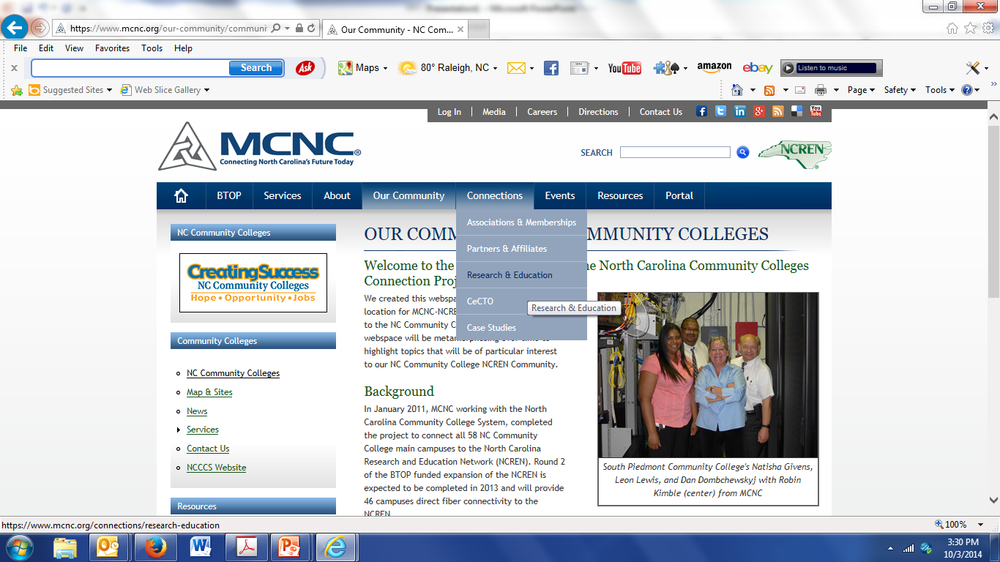 Presentation1 - Microsoft PowerPoint
https://www.mcnc.org/our-community/communi
Our Community - NC Com...
File Edit View Favorites Tools Help
Search Ask Maps 80° Raleigh, NC YouTube amazon ebay Listen to music
Suggested Sites Web Slice Gallery Page Safety Tools
Log In Media Careers Directions Contact Us You Tube
MCNC®
Connecting North Carolina's Future Today
SEARCH NCREN
BTOP Services About Our Community Connections Events Resources Portal
Associations & Memberships
Partners & Affiliates
Research & Education
CeCTO
Case Studies
Research & Education
NC Community Colleges
CreatingSuccess
NC Community Colleges
Hope • Opportunity • Jobs
Community Colleges
NC Community Colleges
Map & Sites
News
Services
Contact Us
NCCCS Website
Resources
OUR COMM MMUNITY COLLEGES
Welcome to the he North Carolina Community Colleges
Connection Proj
We created this webspa
location for MCNC-NCRE
to the NC Community C
webspace will be metamorphosing over time to
highlight topics that will be of particular interest
to our NC Community College NCREN Community.
Background
In January 2011, MCNC working with the North
Carolina Community College System, completed
the project to connect all 58 NC Community
College main campuses to the North Carolina
Research and Education Network (NCREN). Round 2
of the BTOP funded expansion of the NCREN is
expected to be completed in 2013 and will provide
46 campuses direct fiber connectivity to the
NCREN.
South Piedmont Community College's Natisha Givens,
Leon Lewis, and Dan Dombchewskyj with Robin
Kimble (center) from MCNC
https://www.mcnc.org/connections/research-education
100%
3:30 PM
10/3/2014